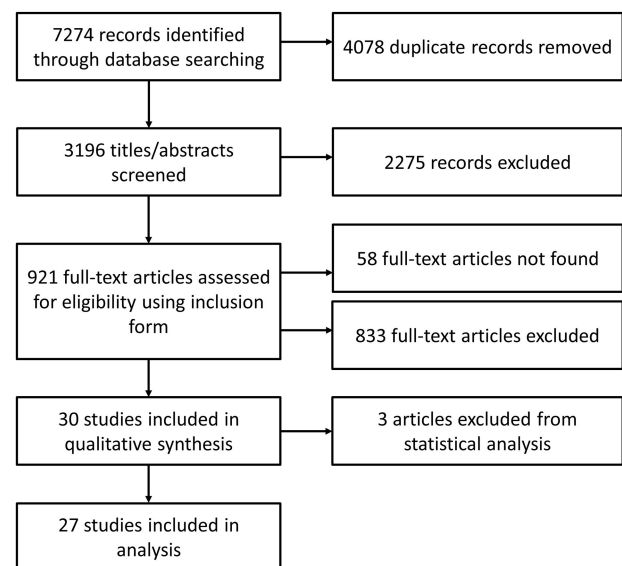 7274 records identified
through database searching
4078 duplicate records removed
3196 titles/abstracts
screened
2275 records excluded
921 full-text articles assessed
for eligibility using inclusion
form
58 full-text articles not found
833 full-text articles excluded
30 studies included in
qualitative synthesis
3 articles excluded from
statistical analysis
27 studies included in
analysis